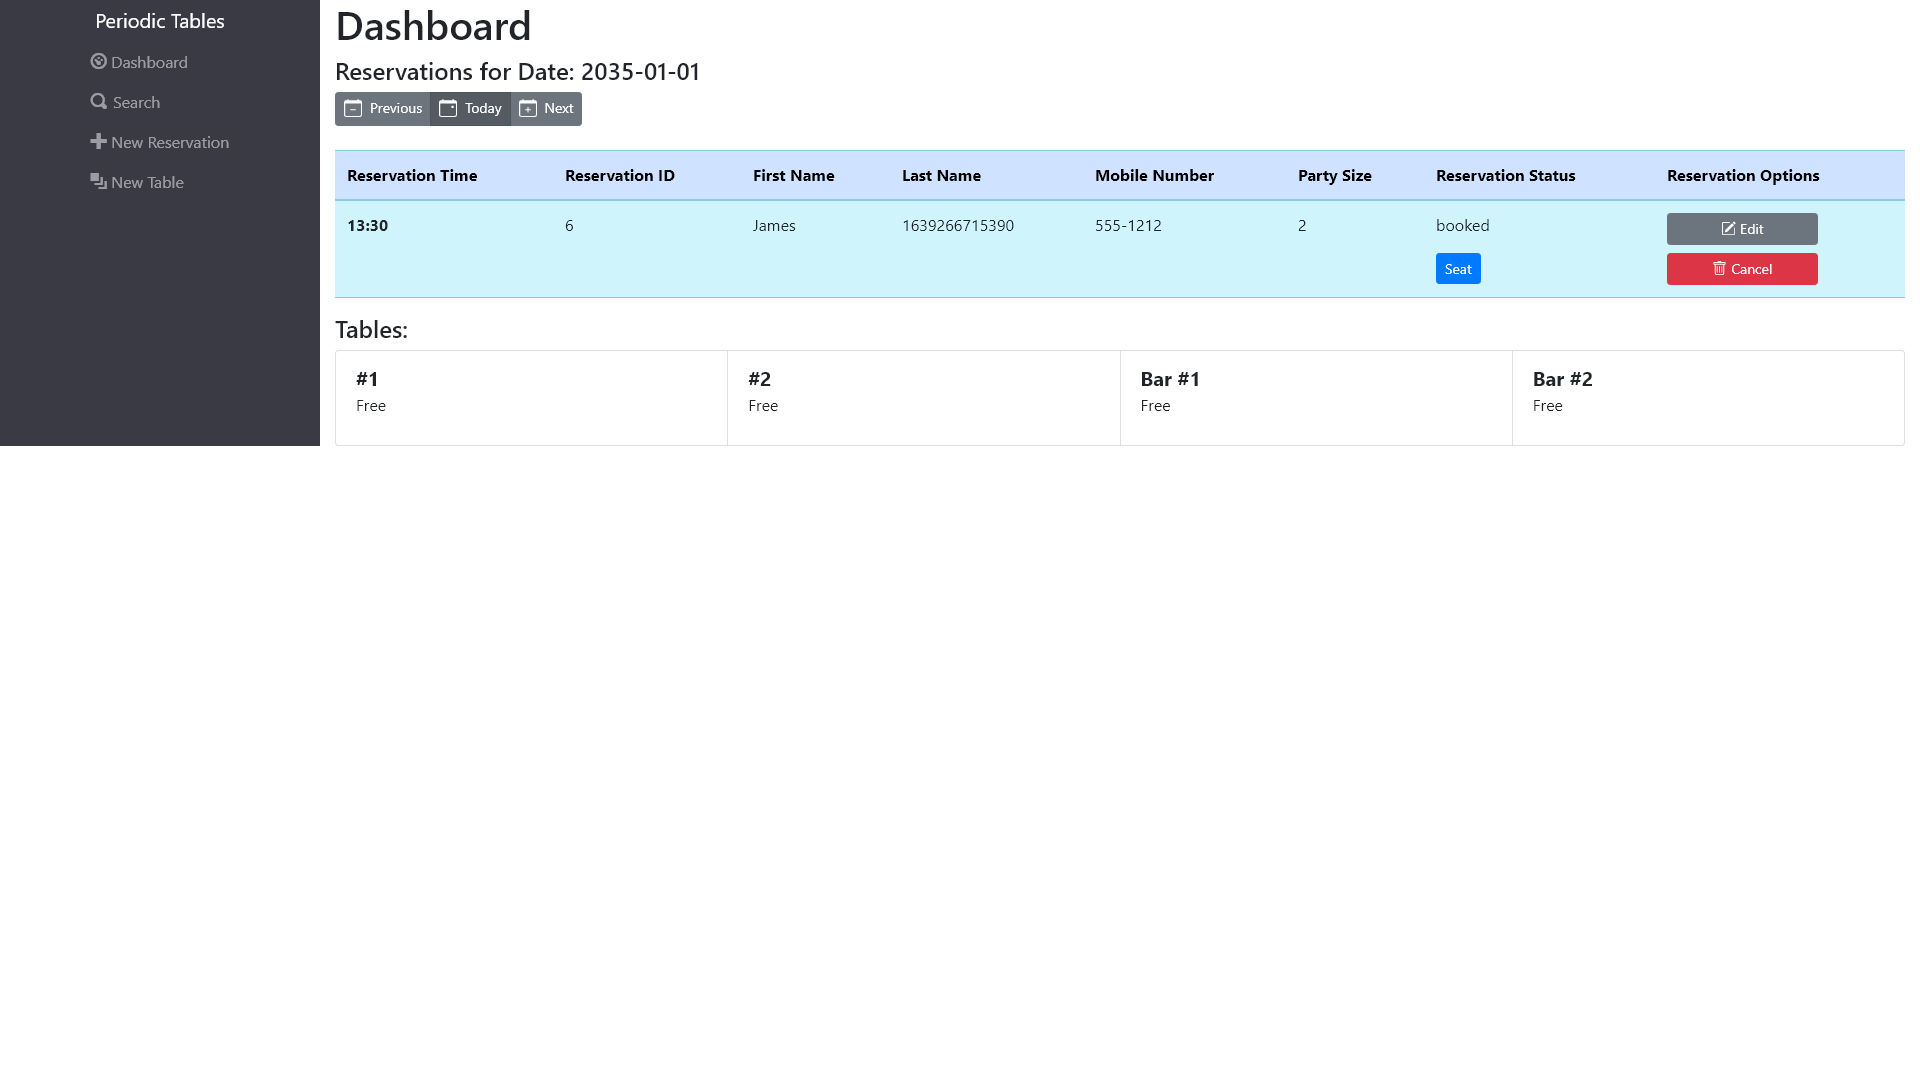 Periodic Tables
Dashboard
Search
New Reservation
New Table
Dashboard
Reservations for Date: 2035-01-01
Previous Today Next
Reservation Time Reservation ID First Name Last Name Mobile Number Party Size Reservation Status Reservation Options
13:30 6 James 1639266715390 555-1212 2 booked Edit
Seat Cancel
Tables:
#1 #2 Bar #1 Bar #2
Free Free Free Free